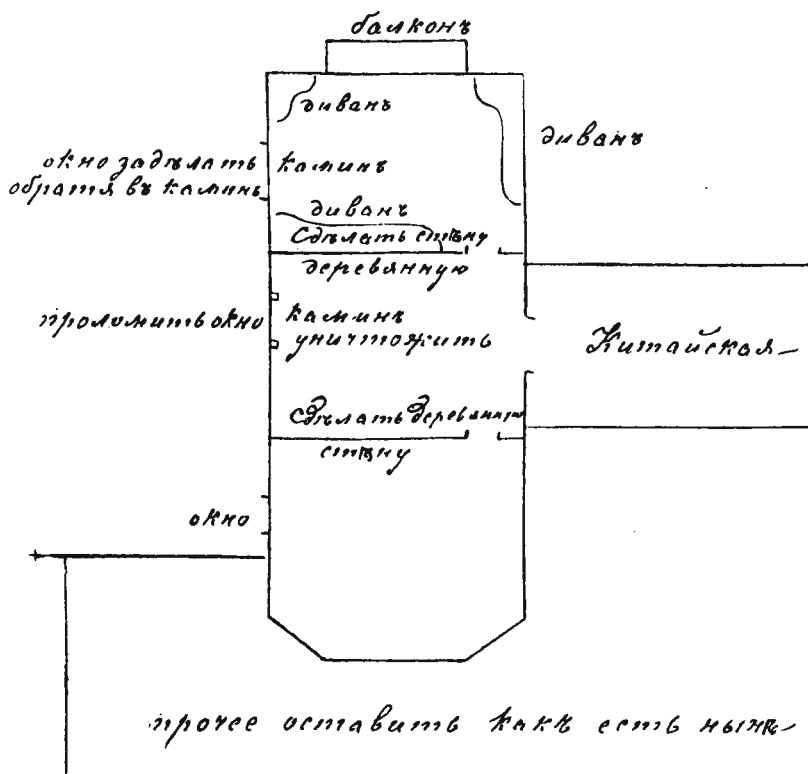 балконъ
диванъ
диванъ
окно задѣлать
обратя въ каминъ
каминъ
диванъ
Сдѣлать стѣну
деревянную
проломить окно
каминъ
уничтожить
Китайская
Сдѣлать деревянную
стѣну
окно
прочее оставить какъ есть нынѣ